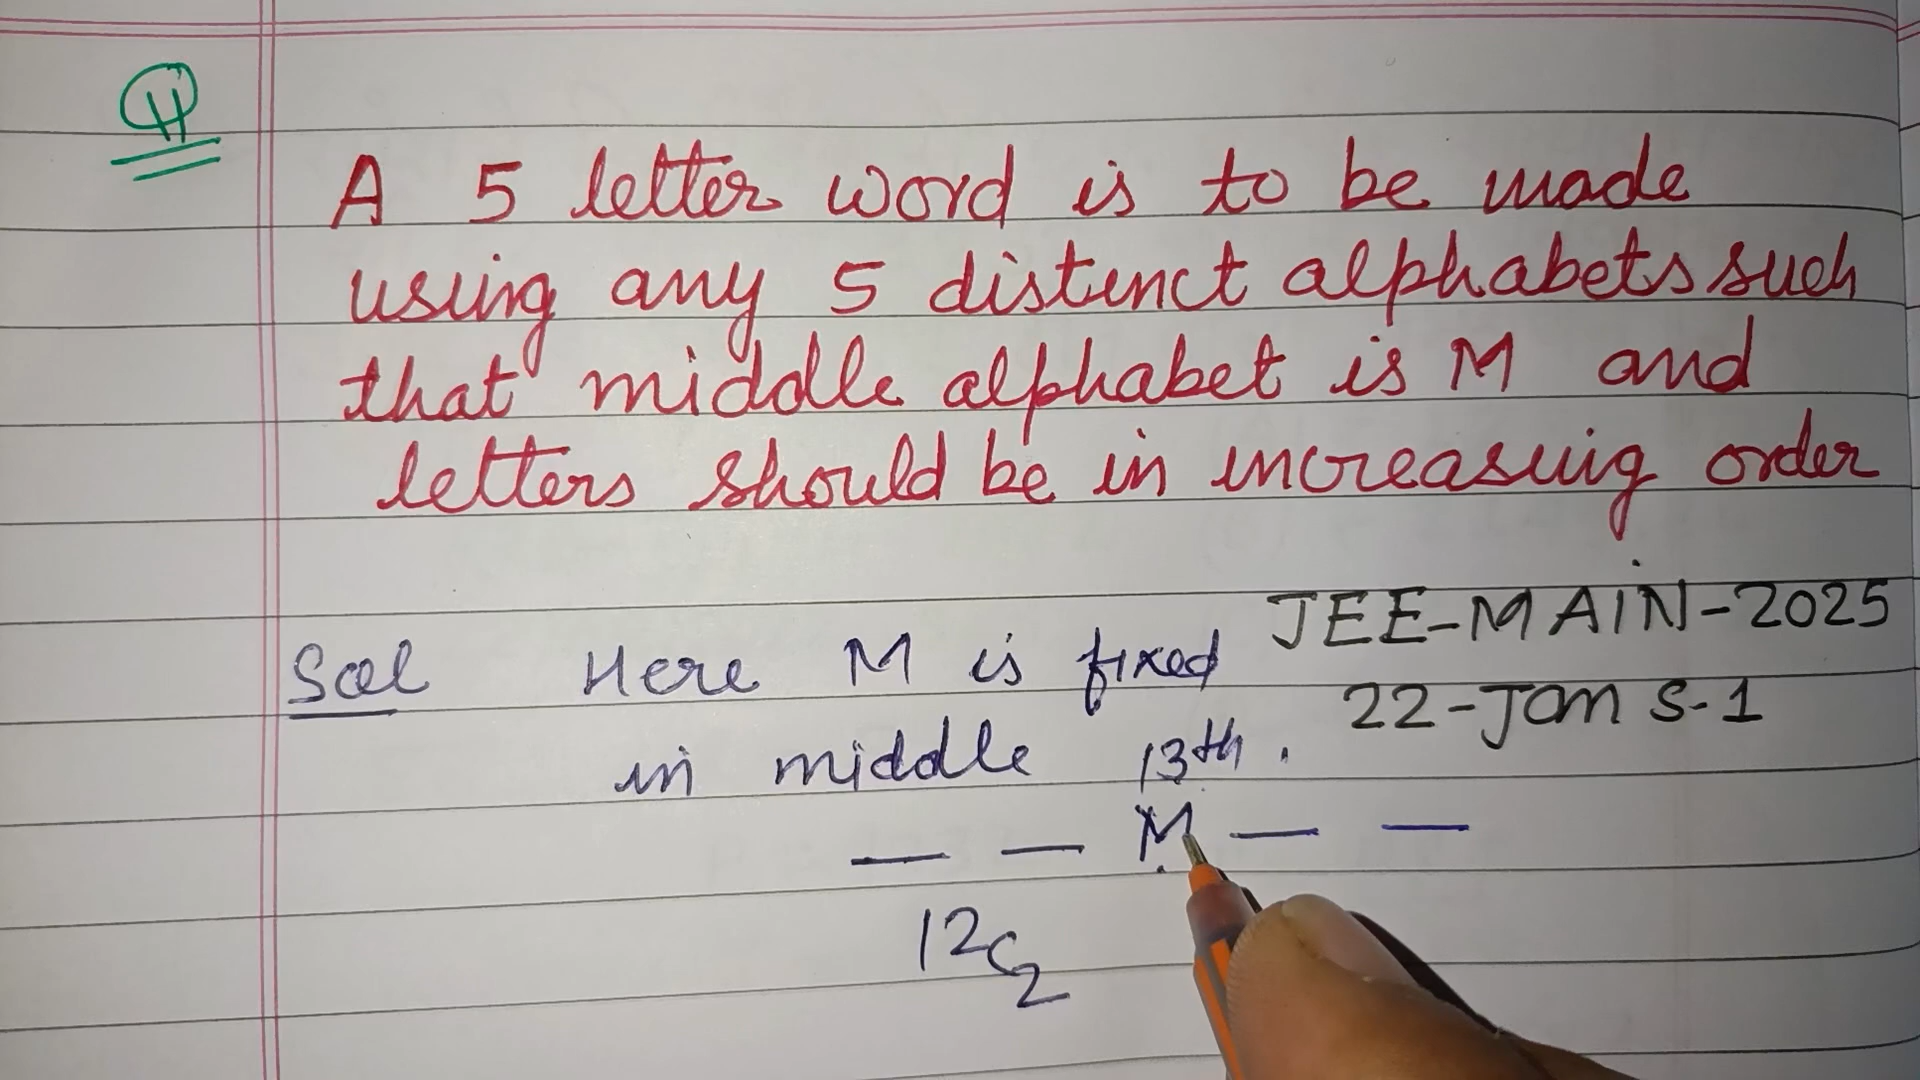 Q
A 5 letter word is to be made
using any 5 distinct alphabets such
that middle alphabet is M and
letters should be in increasing order
JEE-MAIN-2025
22-Jan S-1
Sol Here M is fixed
in middle 13th.
— — M — —
12C2